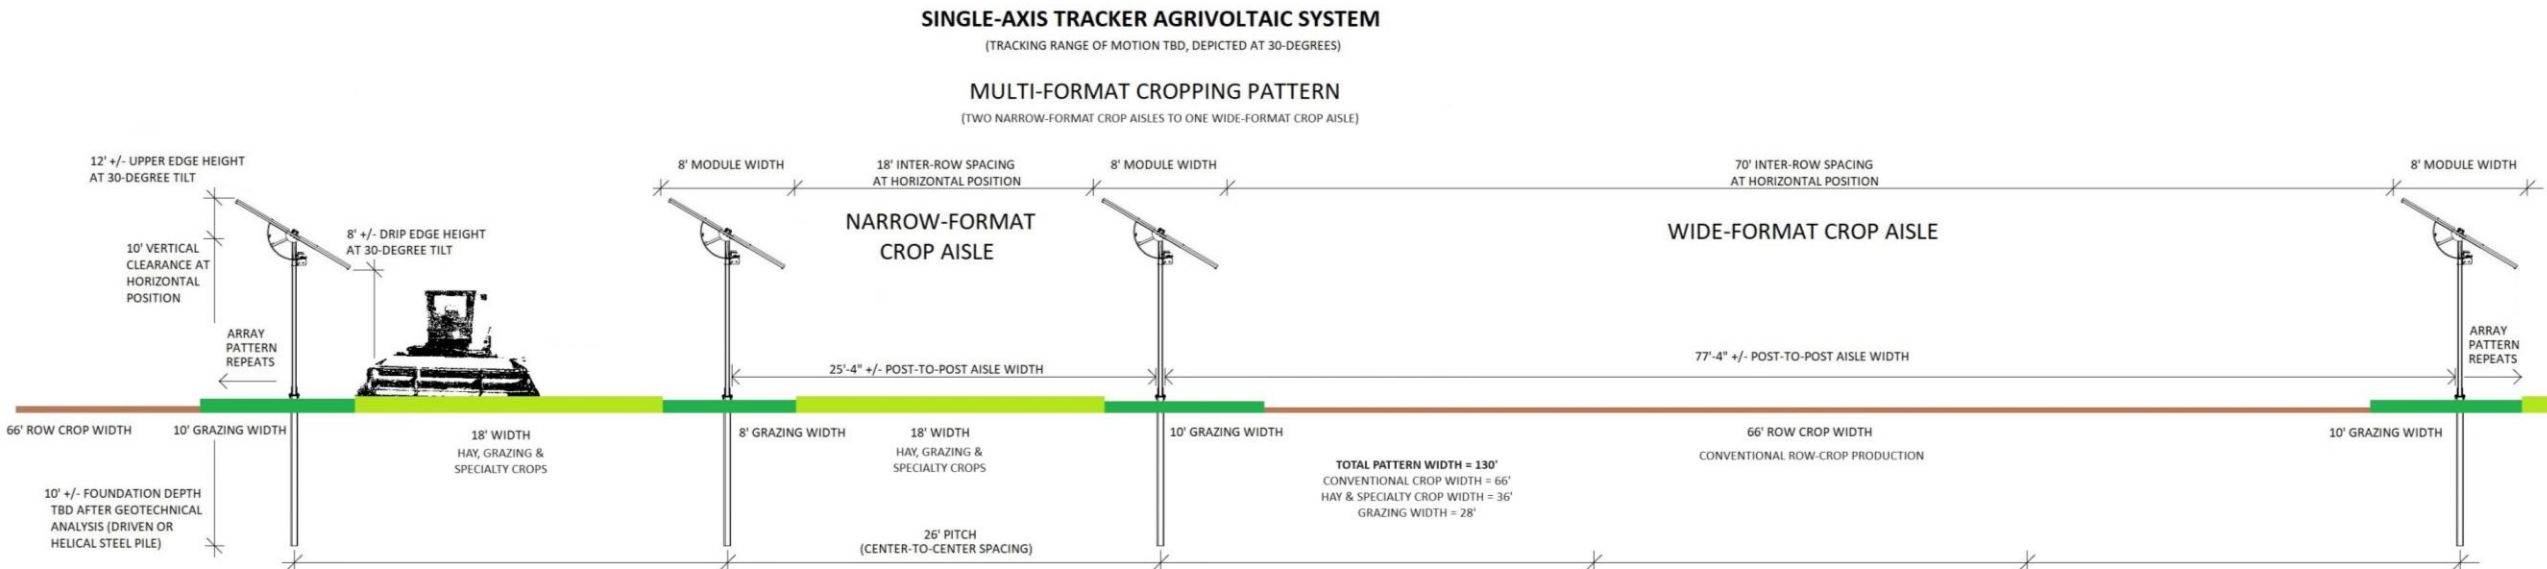 SINGLE-AXIS TRACKER AGRIVOLTAIC SYSTEM
(TRACKING RANGE OF MOTION TBD, DEPICTED AT 30-DEGREES)
MULTI-FORMAT CROPPING PATTERN
(TWO NARROW-FORMAT CROP AISLES TO ONE WIDE-FORMAT CROP AISLE)
12' +/- UPPER EDGE HEIGHT
AT 30-DEGREE TILT
8' MODULE WIDTH
18' INTER-ROW SPACING
AT HORIZONTAL POSITION
8' MODULE WIDTH
70' INTER-ROW SPACING
AT HORIZONTAL POSITION
8' MODULE WIDTH
10' VERTICAL
CLEARANCE AT
HORIZONTAL
POSITION
8' +/- DRIP EDGE HEIGHT
AT 30-DEGREE TILT
NARROW-FORMAT
CROP AISLE
WIDE-FORMAT CROP AISLE
ARRAY
PATTERN
REPEATS
25'-4" +/- POST-TO-POST AISLE WIDTH
77'-4" +/- POST-TO-POST AISLE WIDTH
ARRAY
PATTERN
REPEATS
66' ROW CROP WIDTH
10' GRAZING WIDTH
18' WIDTH
HAY, GRAZING &
SPECIALTY CROPS
8' GRAZING WIDTH
18' WIDTH
HAY, GRAZING &
SPECIALTY CROPS
10' GRAZING WIDTH
66' ROW CROP WIDTH
CONVENTIONAL ROW-CROP PRODUCTION
10' GRAZING WIDTH
TOTAL PATTERN WIDTH = 130'
CONVENTIONAL CROP WIDTH = 66'
HAY & SPECIALTY CROP WIDTH = 36'
GRAZING WIDTH = 28'
10' +/- FOUNDATION DEPTH
TBD AFTER GEOTECHNICAL
ANALYSIS (DRIVEN OR
HELICAL STEEL PILE)
26' PITCH
(CENTER-TO-CENTER SPACING)